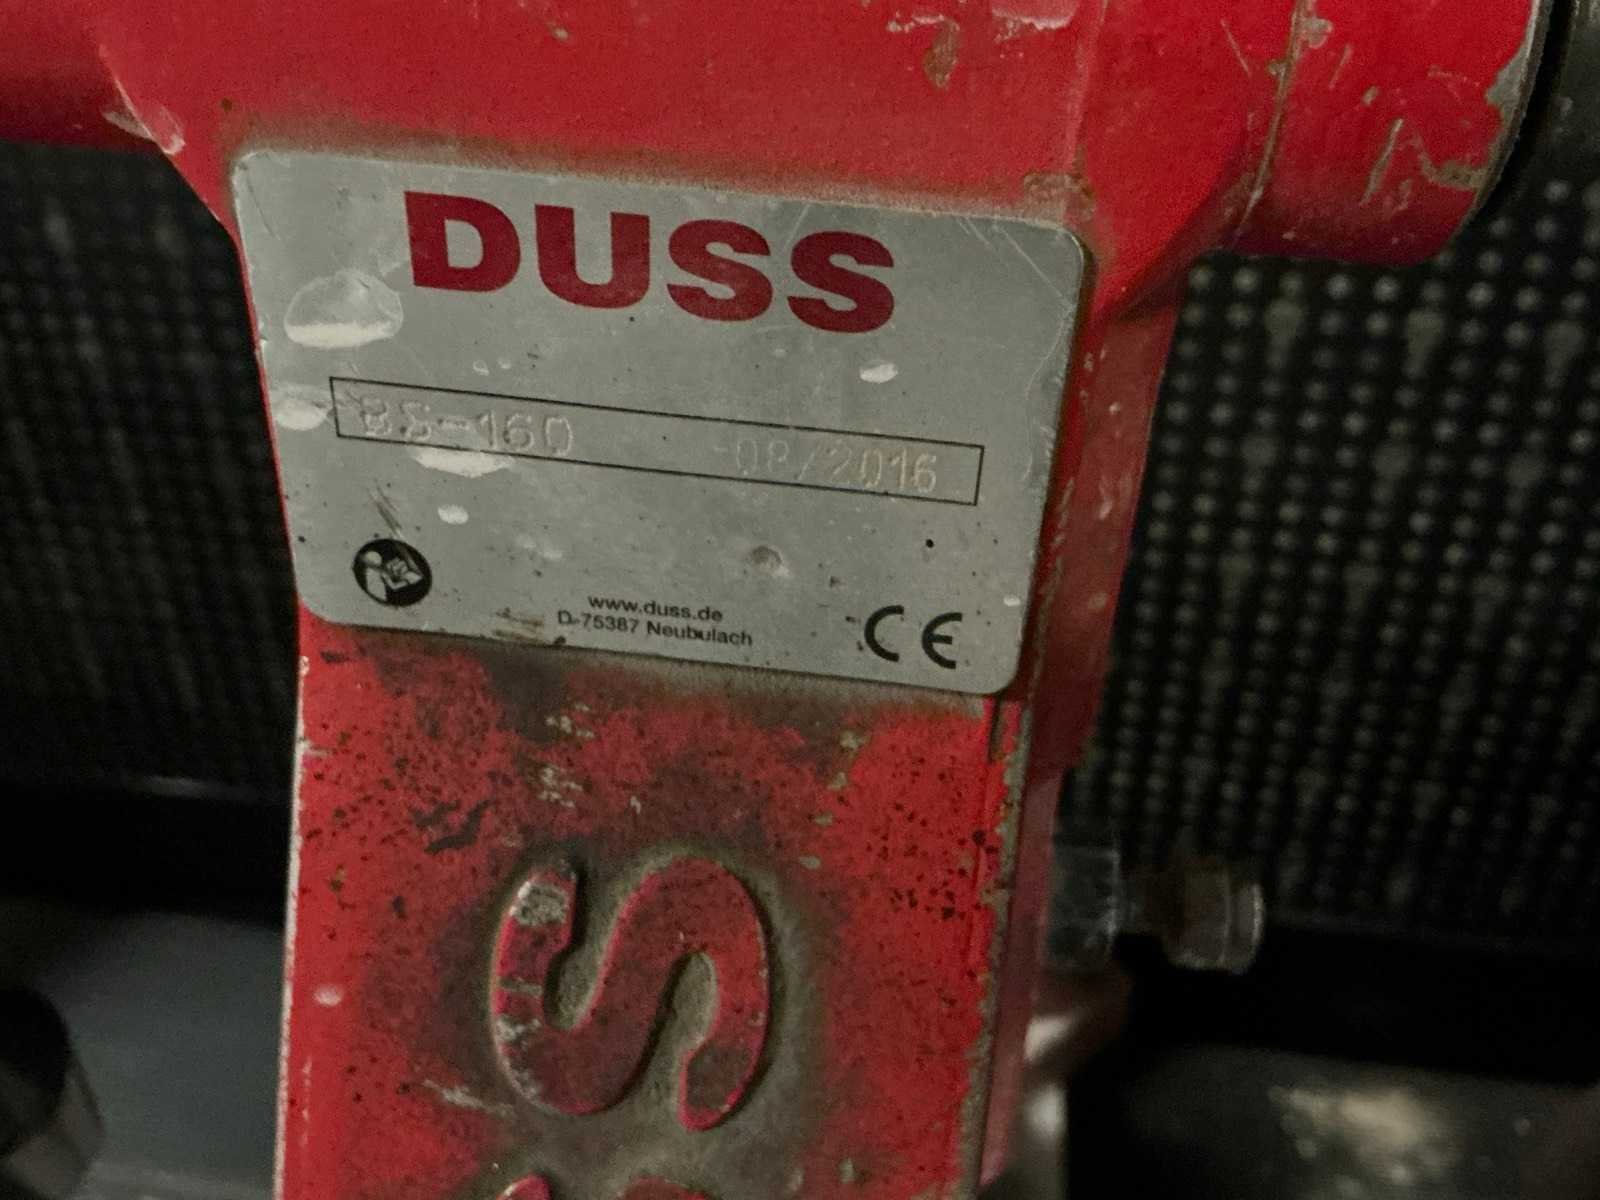 DUSS
BS-160 08/2016
www.duss.de
D-75387 Neubulach
CE
S